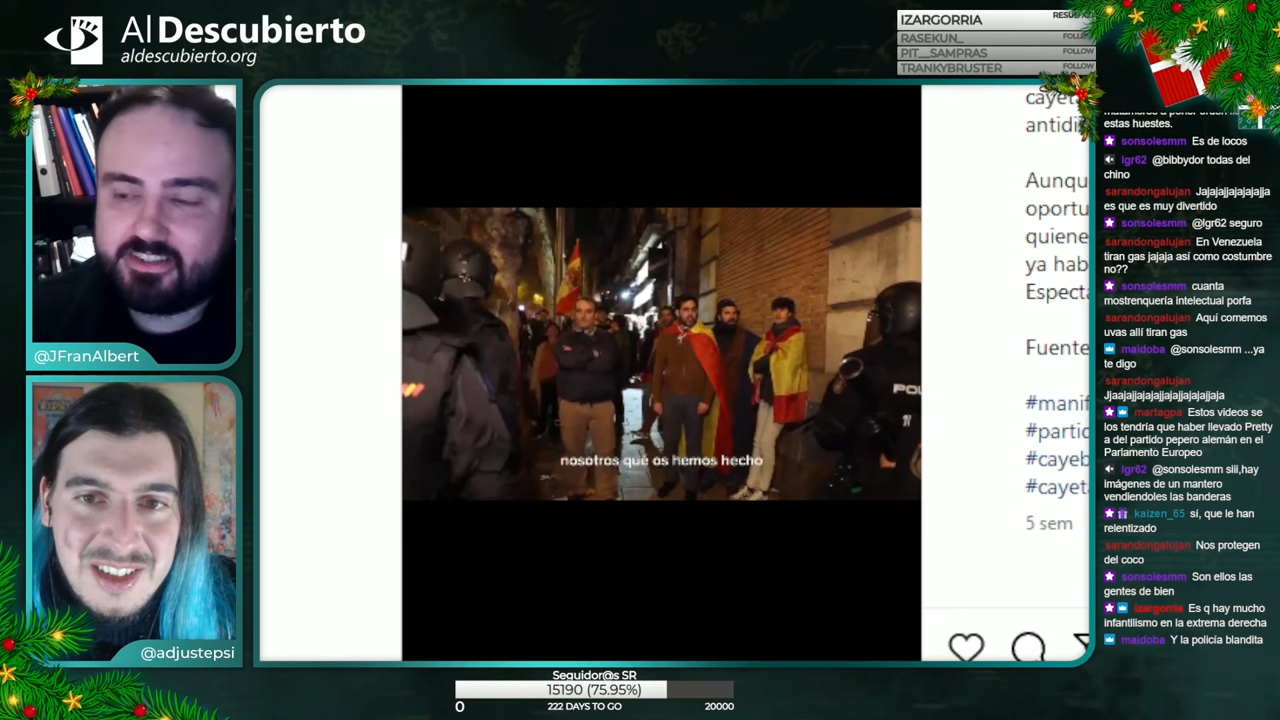 Al Descubierto
aldescubierto.org
IZARGORRIA
RASEKUN_
FOLLOW
PIT__SAMPRAS
FOLLOW
TRANKYBRUSTER
FOLLOW
@JFranAlbert
@adjustepsi
nosotros qué os hemos hecho
POL
Aunqu
oportu
quiene
ya hab
Especta
Fuente
#manif
#partid
#cayeb
#cayeta
5 sem
estas huestes.
sonsolesmm Es de locos
lgr62 @bibbydor todas del
chino
sarandongalujan Jajajajjajajajajja
es que es muy divertido
sonsolesmm @lgr62 seguro
sarandongalujan En Venezuela
tiran gas jajaja así como costumbre
no??
sonsolesmm cuanta
mostrenquería intelectual porfa
sarandongalujan Aquí comemos
uvas allí tiran gas
maidoba @sonsolesmm ...ya
te digo
sarandongalujan
martagpa Estos videos se
los tendría que haber llevado Pretty
a del partido pepero alemán en el
Parlamento Europeo
lgr62 @sonsolesmm siii,hay
imágenes de un mantero
vendiendoles las banderas
kaizen_65 sí, que le han
relentizado
sarandongalujan Nos protegen
del coco
sonsolesmm Son ellos las
gentes de bien
izargorria Es q hay mucho
infantilismo en la extrema derecha
maidoba Y la policía blandita
Seguidor@s SR
15190 (75.95%)
0 222 DAYS TO GO 20000